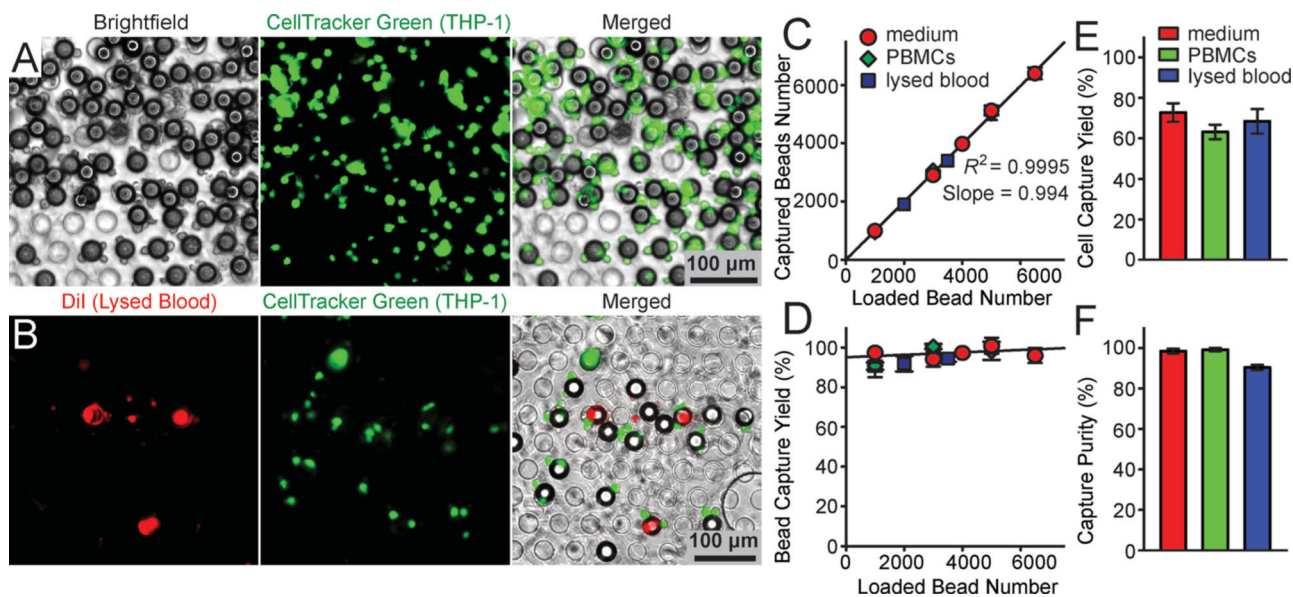 A
Brightfield
CellTracker Green (THP-1)
Merged
100 µm
B
DiI (Lysed Blood)
CellTracker Green (THP-1)
Merged
100 µm
C
medium
PBMCs
lysed blood
Captured Beads Number
6000
4000
2000
R² = 0.9995
Slope = 0.994
0 2000 4000 6000
Loaded Bead Number
D
Bead Capture Yield (%)
100
80
60
40
20
0
0 2000 4000 6000
Loaded Bead Number
E
medium
PBMCs
lysed blood
Cell Capture Yield (%)
100
80
60
40
20
0
F
Capture Purity (%)
100
80
60
40
20
0